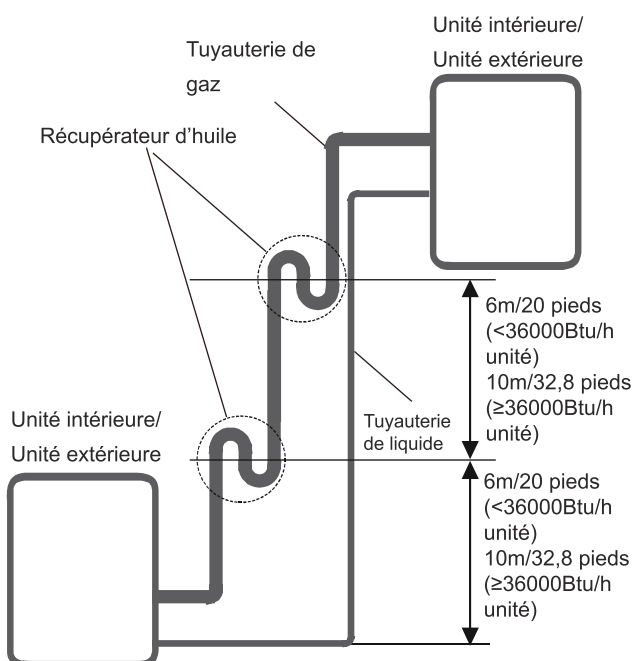 Unité intérieure/
Unité extérieure
Tuyauterie de
gaz
Récupérateur d'huile
6m/20 pieds
(<36000Btu/h
unité)
10m/32,8 pieds
(≥36000Btu/h
unité)
Tuyauterie
de liquide
Unité intérieure/
Unité extérieure
6m/20 pieds
(<36000Btu/h
unité)
10m/32,8 pieds
(≥36000Btu/h
unité)